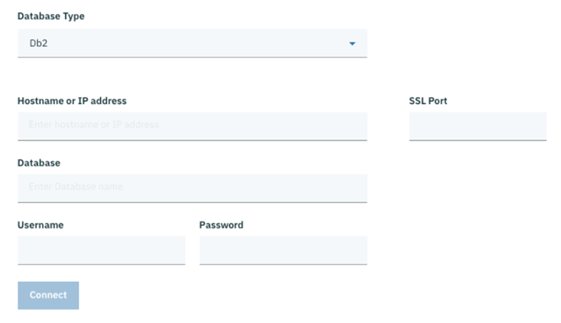 Database Type
Db2
Hostname or IP address
SSL Port
Enter hostname or IP address
Database
Enter Database name
Username
Password
Connect